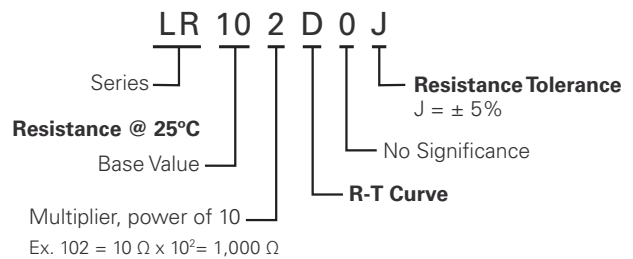 LR 10 2 D 0 J
Series
Resistance Tolerance
J = ± 5%
Resistance @ 25ºC
Base Value
No Significance
R-T Curve
Multiplier, power of 10
Ex. 102 = 10 Ω x 10²= 1,000 Ω